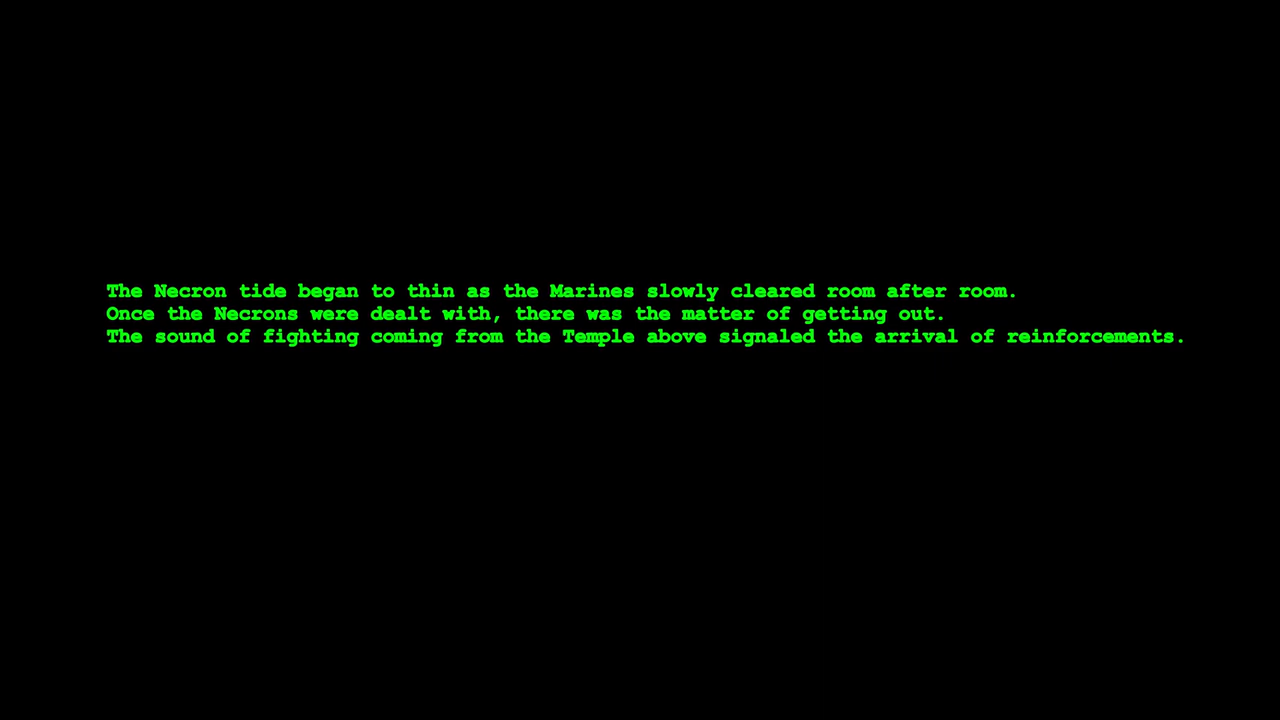 The Necron tide began to thin as the Marines slowly cleared room after room.
Once the Necrons were dealt with, there was the matter of getting out.
The sound of fighting coming from the Temple above signaled the arrival of reinforcements.